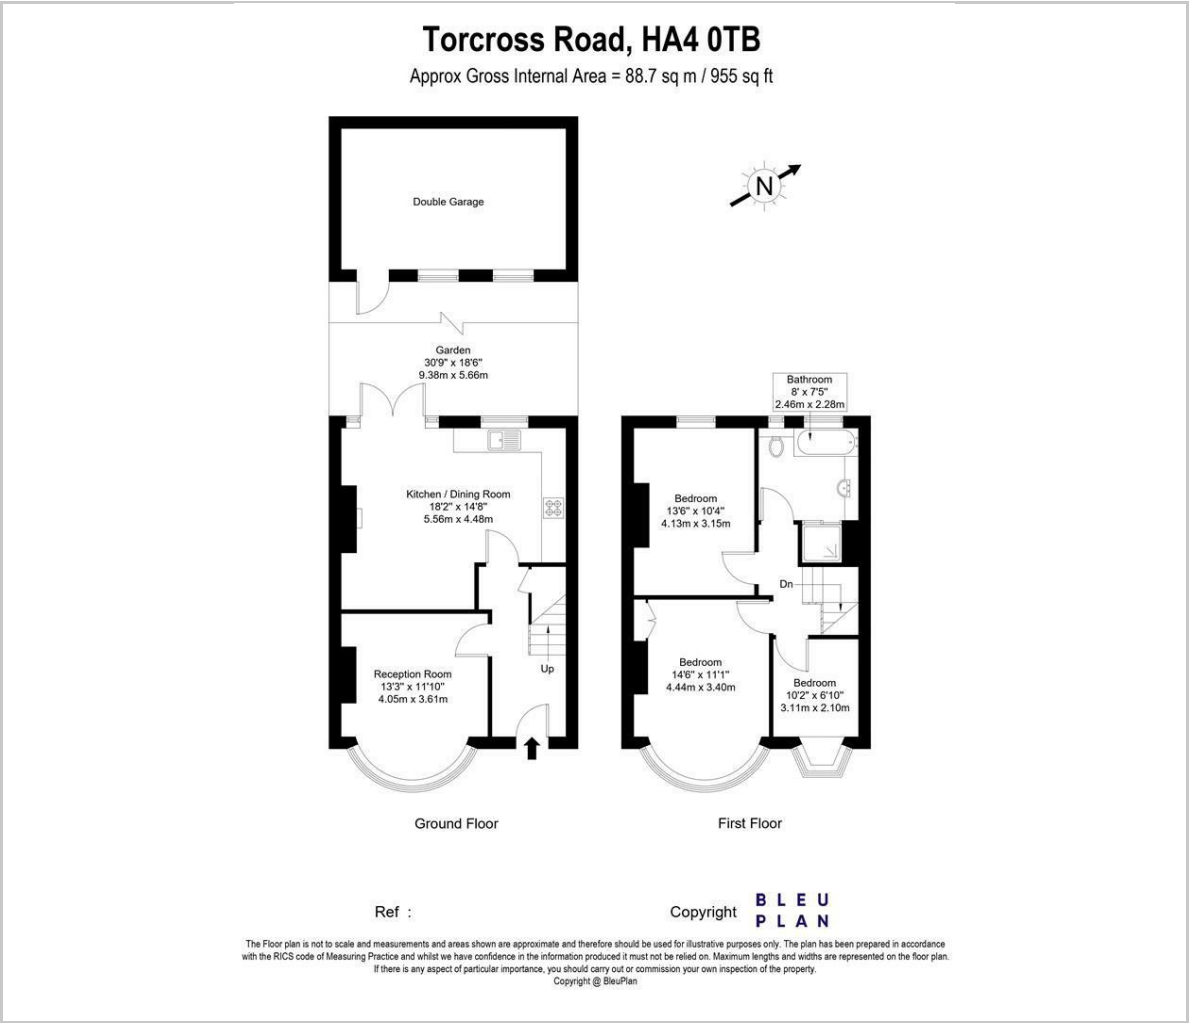 Torcross Road, HA4 0TB
Approx Gross Internal Area = 88.7 sq m / 955 sq ft
N
Double Garage
Garden
30'9" x 18'6"
9.38m x 5.66m
Kitchen / Dining Room
18'2" x 14'8"
5.56m x 4.48m
Reception Room
13'3" x 11'10"
4.05m x 3.61m
Up
Ground Floor
Bathroom
8' x 7'5"
2.46m x 2.28m
Bedroom
13'6" x 10'4"
4.13m x 3.15m
Dn
Bedroom
14'6" x 11'1"
4.44m x 3.40m
Bedroom
10'2" x 6'10"
3.11m x 2.10m
First Floor
Ref :
Copyright
BLEU
PLAN
The Floor plan is not to scale and measurements and areas shown are approximate and therefore should be used for illustrative purposes only. The plan has been prepared in accordance
with the RICS code of Measuring Practice and whilst we have confidence in the information produced it must not be relied on. Maximum lengths and widths are represented on the floor plan.
If there is any aspect of particular importance, you should carry out or commission your own inspection of the property.
Copyright @ BleuPlan